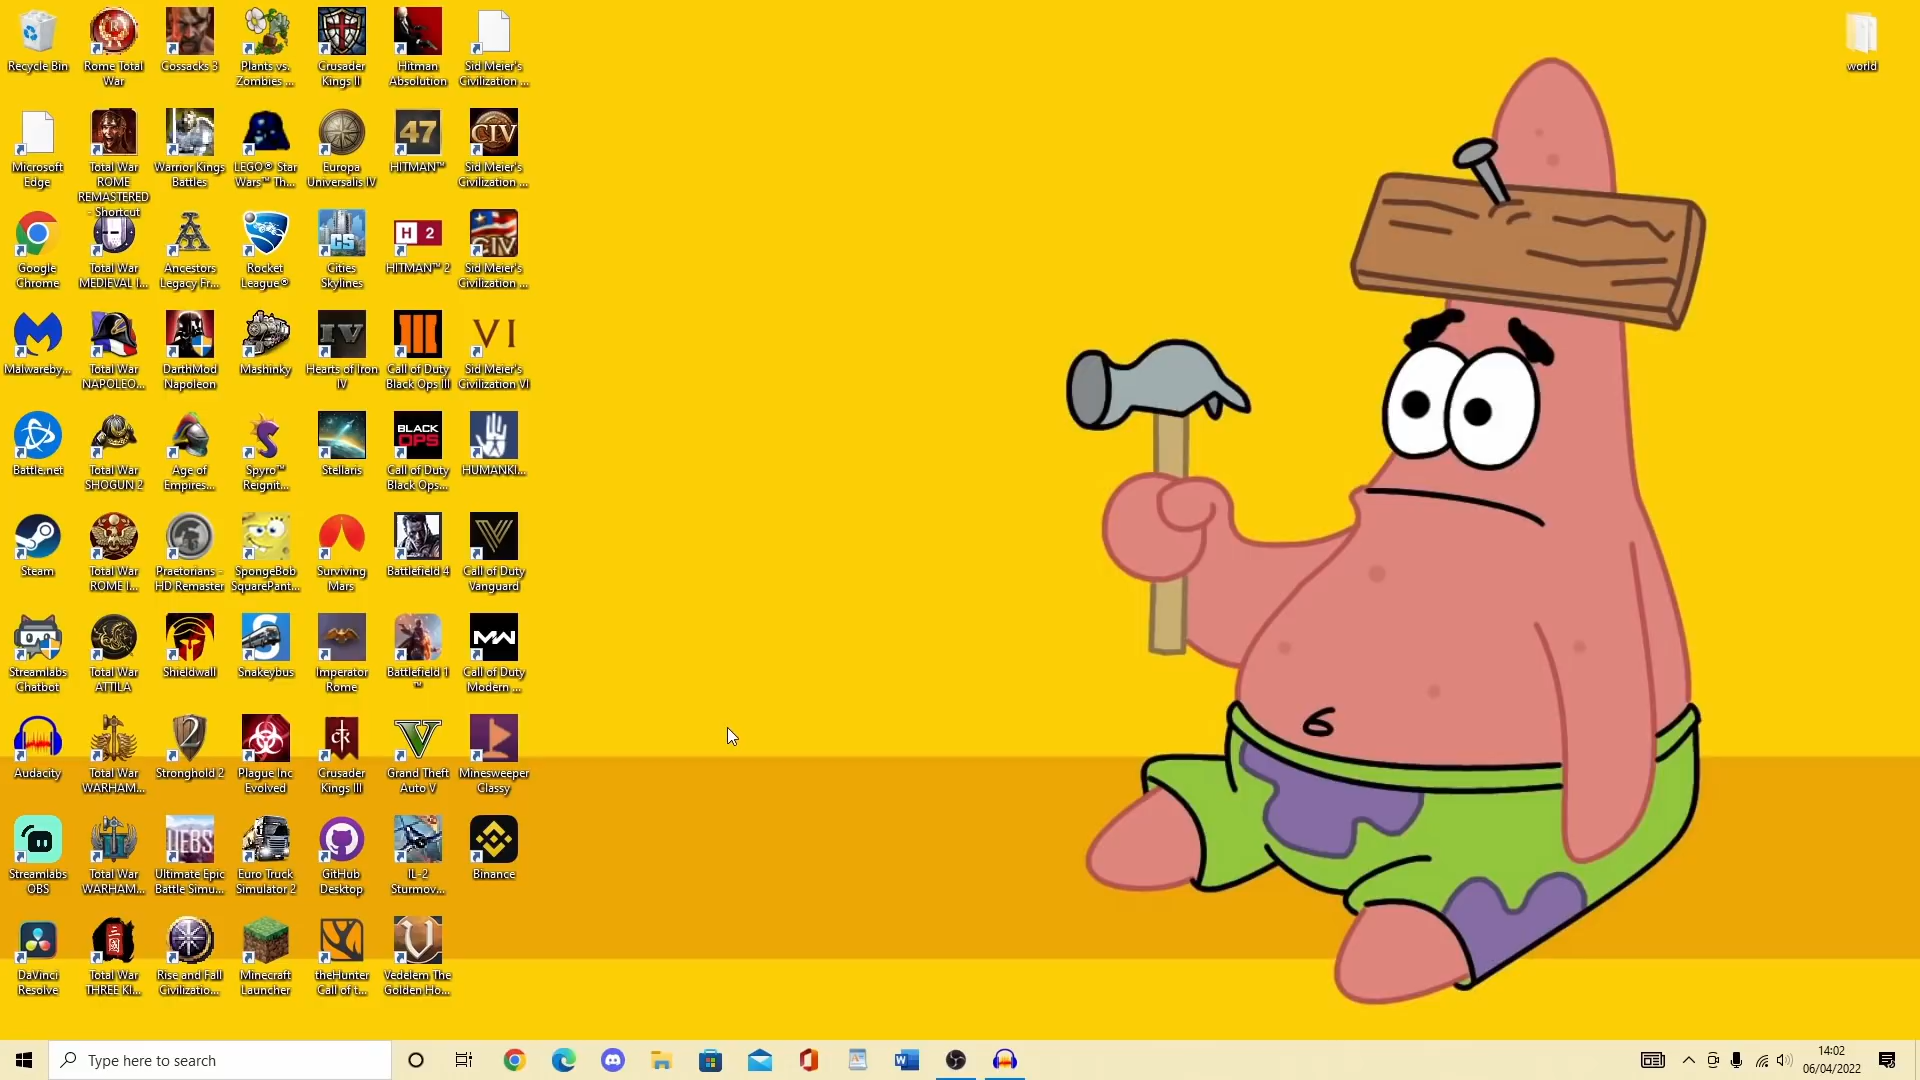 Recycle Bin
Rome Total
War
Cossacks 3
Plants vs.
Zombies ...
Crusader
Kings II
Hitman
Absolution
Sid Meier's
Civilization ...
world
Microsoft
Edge
Total War
ROME
REMASTERED
- Shortcut
Warrior Kings
Battles
LEGO® Star
Wars™ Th...
Europa
Universalis IV
47
HITMAN™
CIV
Sid Meier's
Civilization ...
Google
Chrome
Total War
MEDIEVAL I...
Ancestors
Legacy Fr...
Rocket
League®
CS
Cities
Skylines
H 2
HITMAN™ 2
CIV
Sid Meier's
Civilization ...
Malwareby...
Total War
NAPOLEO...
DarthMod
Napoleon
Mashinky
IV
Hearts of Iron
IV
III
Call of Duty
Black Ops III
VI
Sid Meier's
Civilization VI
Battle.net
Total War
SHOGUN 2
Age of
Empires...
Spyro™
Reignit...
Stellaris
BLACK
OPS
Call of Duty
Black Ops...
HUMANKI...
Steam
Total War
ROME I...
Praetorians -
HD Remaster
SpongeBob
SquarePant...
Surviving
Mars
Battlefield 4
Call of Duty
Vanguard
Streamlabs
Chatbot
Total War
ATTILA
Shieldwall
Snakeybus
Imperator
Rome
Battlefield 1
™
MW
Call of Duty
Modern ...
Audacity
Total War
WARHAM...
2
Stronghold 2
Plague Inc
Evolved
Crusader
Kings III
V
Grand Theft
Auto V
Minesweeper
Classy
Streamlabs
OBS
Total War
WARHAM...
UEBS
Ultimate Epic
Battle Simu...
Euro Truck
Simulator 2
GitHub
Desktop
IL-2
Sturmov...
Binance
DaVinci
Resolve
Total War
THREE KI...
Rise and Fall
Civilizatio...
Minecraft
Launcher
theHunter
Call of t...
Vedelem The
Golden Ho...
Type here to search
14:02
06/04/2022